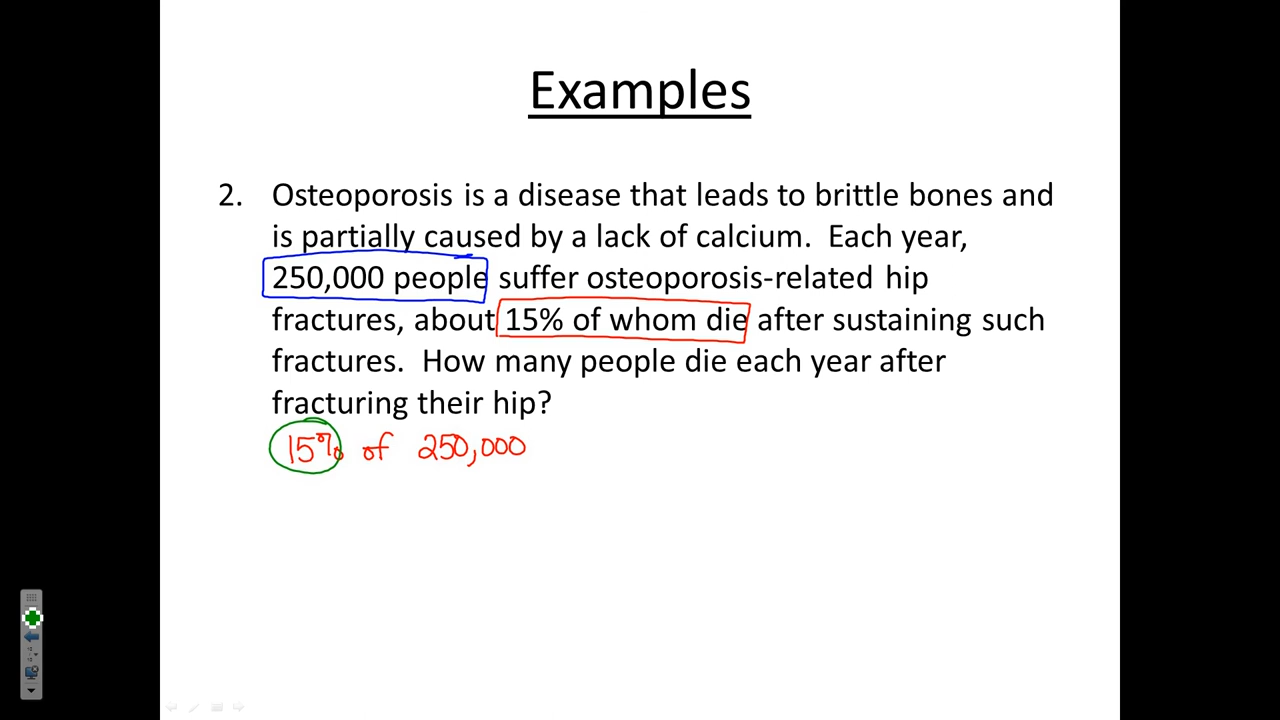 Examples
2. Osteoporosis is a disease that leads to brittle bones and
is partially caused by a lack of calcium. Each year,
250,000 people suffer osteoporosis-related hip
fractures, about 15% of whom die after sustaining such
fractures. How many people die each year after
fracturing their hip?
15% of 250,000